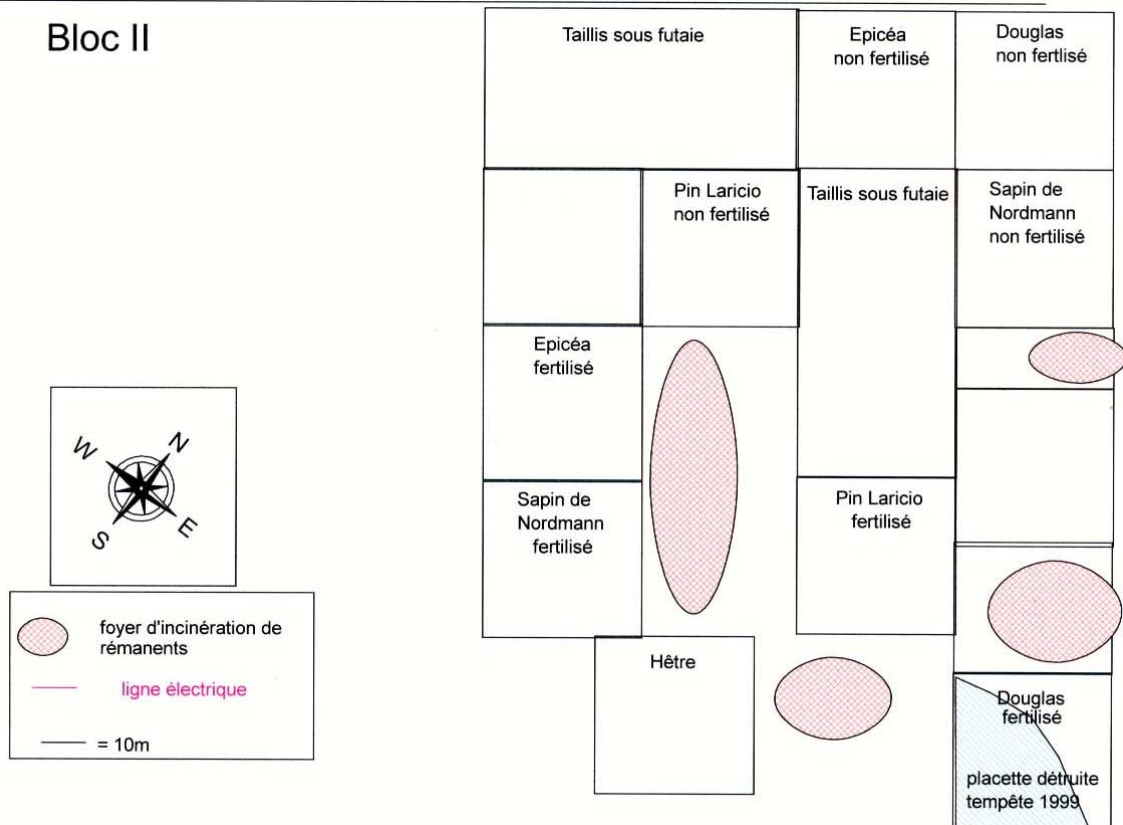 Bloc II
Taillis sous futaie
Epicéa
non fertilisé
Douglas
non fertlisé
Pin Laricio
non fertilisé
Taillis sous futaie
Sapin de
Nordmann
non fertilisé
Epicéa
fertilisé
Sapin de
Nordmann
fertilisé
Pin Laricio
fertilisé
Hêtre
Douglas
fertilisé
placette détruite
tempête 1999
W
N
S
E
foyer d'incinération de
rémanents
ligne électrique
= 10m